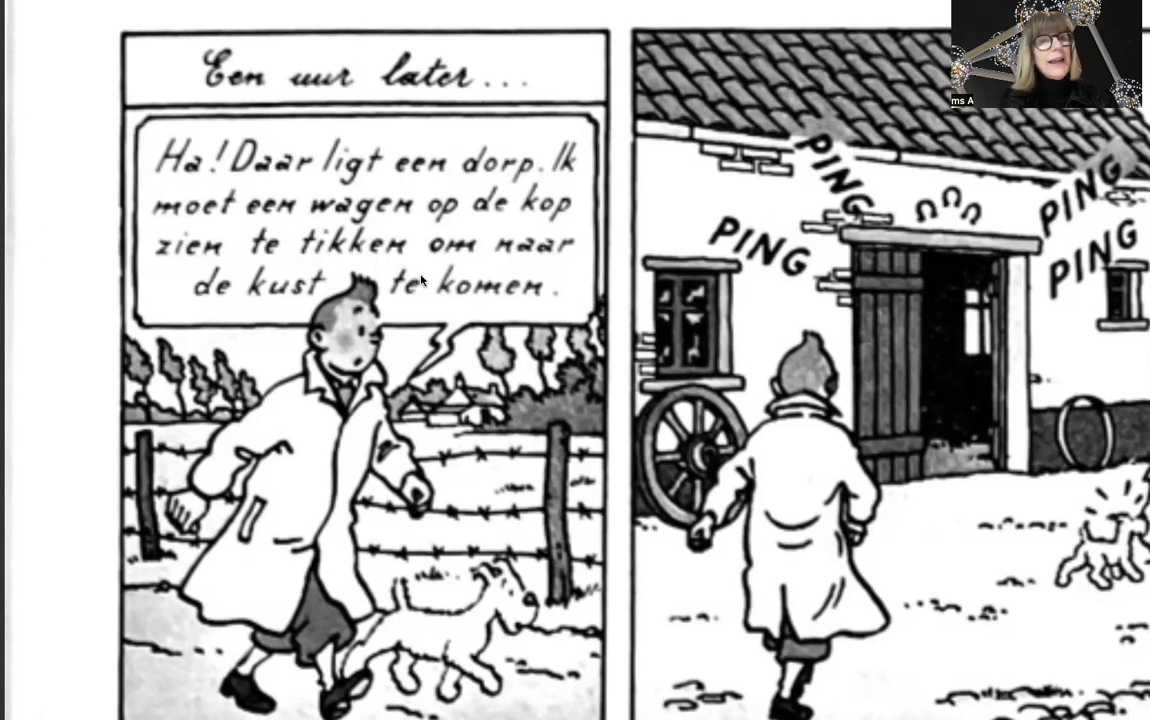 Een uur later...
Ha! Daar ligt een dorp. Ik
moet een wagen op de kop
zien te tikken om naar
de kust te komen.
PING
PING
PING
PING
ms A